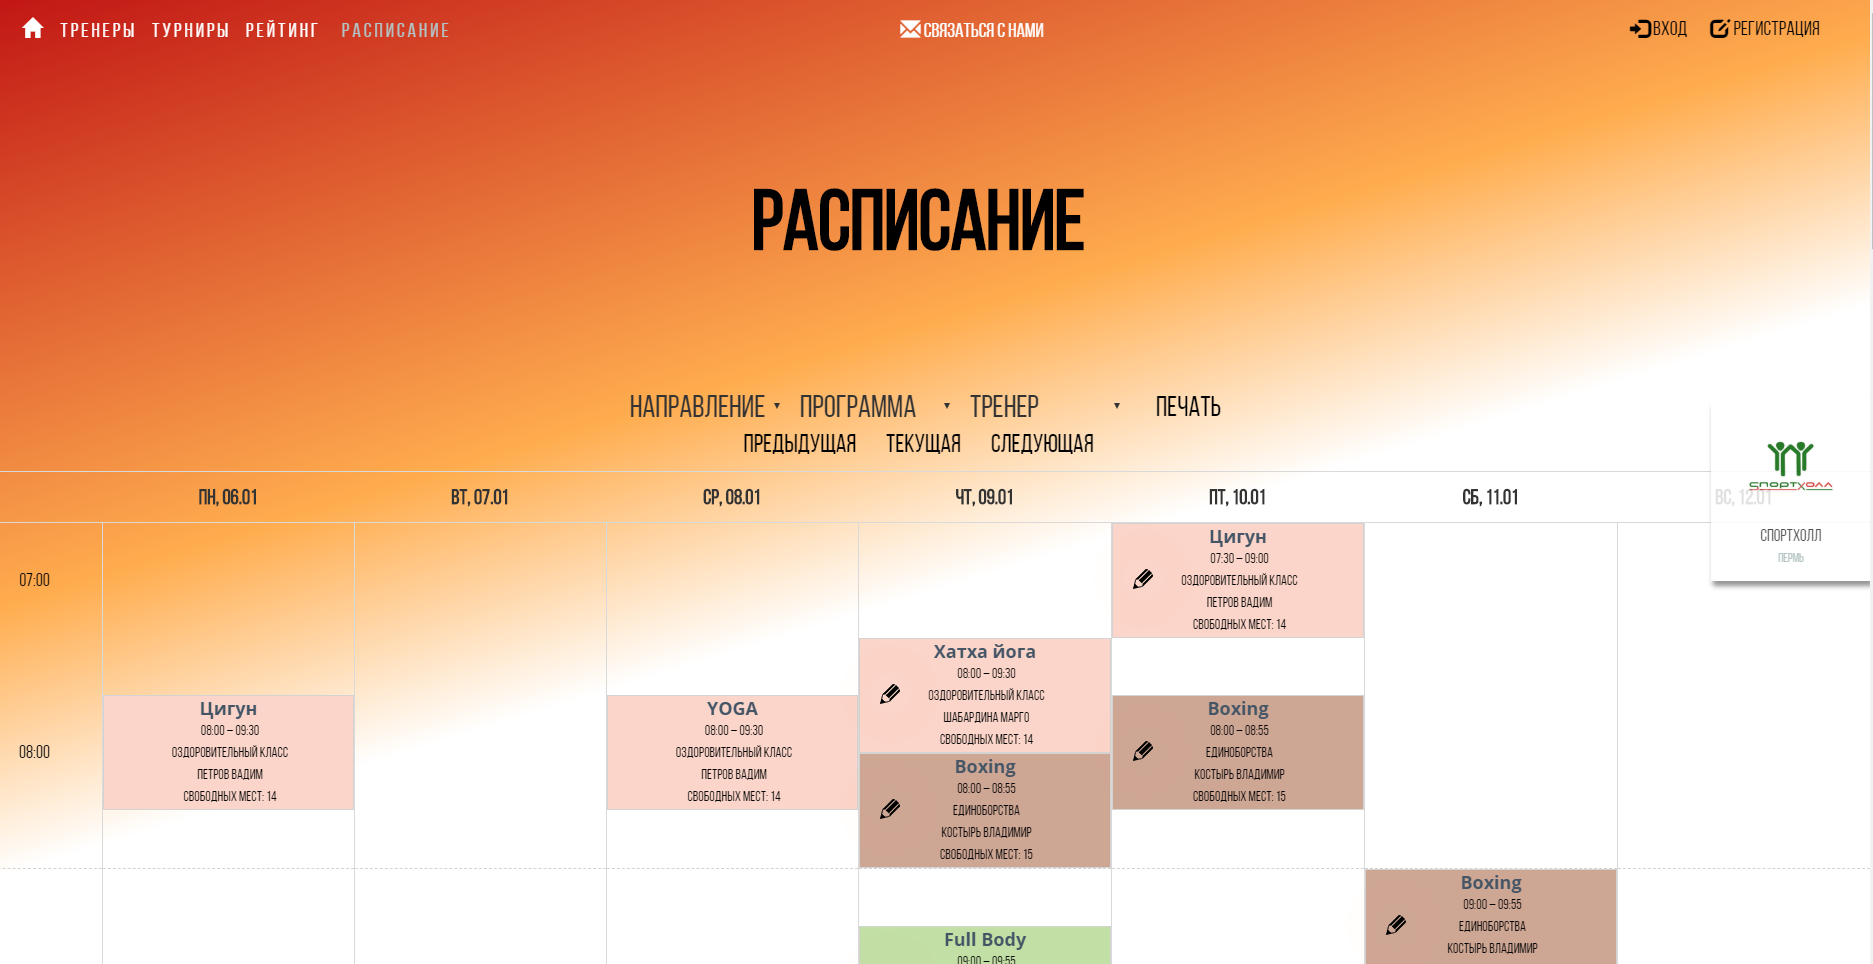 ТРЕНЕРЫ ТУРНИРЫ РЕЙТИНГ РАСПИСАНИЕ СВЯЗАТЬСЯ С НАМИ ВХОД РЕГИСТРАЦИЯ
РАСПИСАНИЕ
НАПРАВЛЕНИЕ ПРОГРАММА ТРЕНЕР ПЕЧАТЬ
ПРЕДЫДУЩАЯ ТЕКУЩАЯ СЛЕДУЮЩАЯ
ПН, 06.01 ВТ, 07.01 СР, 08.01 ЧТ, 09.01 ПТ, 10.01 СБ, 11.01 ВС, 12.01
СПОРТХОЛЛ
СПОРТХОЛЛ
ПЕРМЬ
07:00
08:00
Цигун
08:00 – 09:30
ОЗДОРОВИТЕЛЬНЫЙ КЛАСС
ПЕТРОВ ВАДИМ
СВОБОДНЫХ МЕСТ: 14
YOGA
08:00 – 09:30
ОЗДОРОВИТЕЛЬНЫЙ КЛАСС
ПЕТРОВ ВАДИМ
СВОБОДНЫХ МЕСТ: 14
Хатха йога
08:00 – 09:30
ОЗДОРОВИТЕЛЬНЫЙ КЛАСС
ШАБАРДИНА МАРГО
СВОБОДНЫХ МЕСТ: 14
Boxing
08:00 – 08:55
ЕДИНОБОРСТВА
КОСТЫРЬ ВЛАДИМИР
СВОБОДНЫХ МЕСТ: 15
Full Body
09:00 – 09:55
Цигун
07:30 – 09:00
ОЗДОРОВИТЕЛЬНЫЙ КЛАСС
ПЕТРОВ ВАДИМ
СВОБОДНЫХ МЕСТ: 14
Boxing
08:00 – 08:55
ЕДИНОБОРСТВА
КОСТЫРЬ ВЛАДИМИР
СВОБОДНЫХ МЕСТ: 15
Boxing
09:00 – 09:55
ЕДИНОБОРСТВА
КОСТЫРЬ ВЛАДИМИР